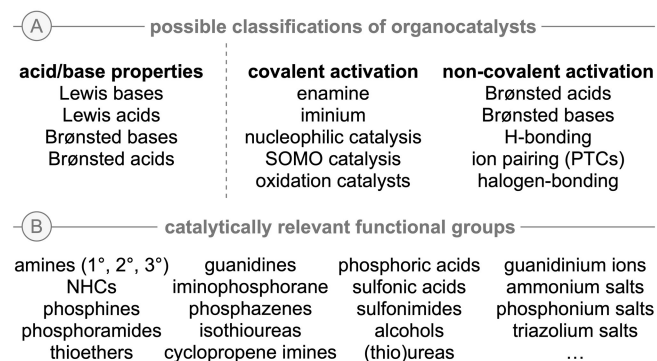 A possible classifications of organocatalysts
acid/base properties covalent activation non-covalent activation
Lewis bases enamine Brønsted acids
Lewis acids iminium Brønsted bases
Brønsted bases nucleophilic catalysis H-bonding
Brønsted acids SOMO catalysis ion pairing (PTCs)
oxidation catalysts halogen-bonding
B catalytically relevant functional groups
amines (1°, 2°, 3°) guanidines phosphoric acids guanidinium ions
NHCs iminophosphorane sulfonic acids ammonium salts
phosphines phosphazenes sulfonimides phosphonium salts
phosphoramides isothioureas alcohols triazolium salts
thioethers cyclopropene imines (thio)ureas ...